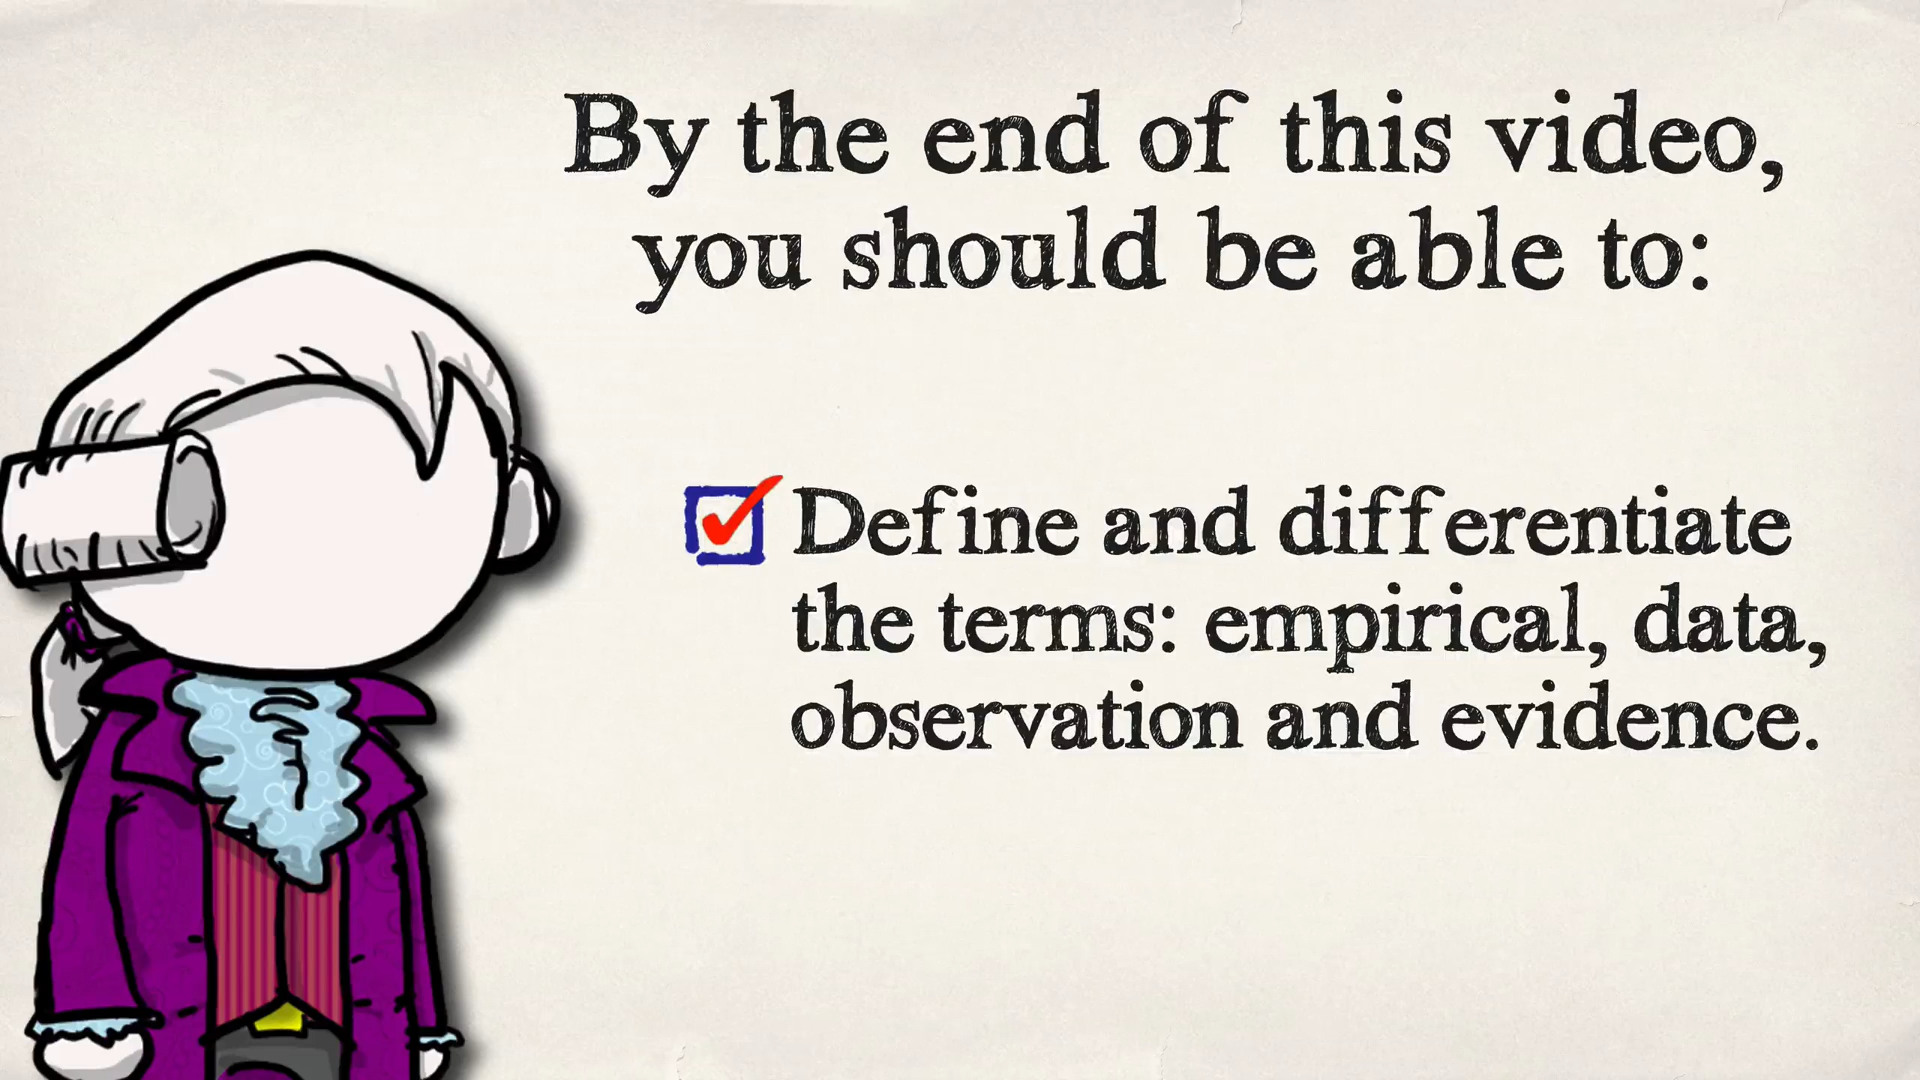 By the end of this video,
you should be able to:
Define and differentiate
the terms: empirical, data,
observation and evidence.